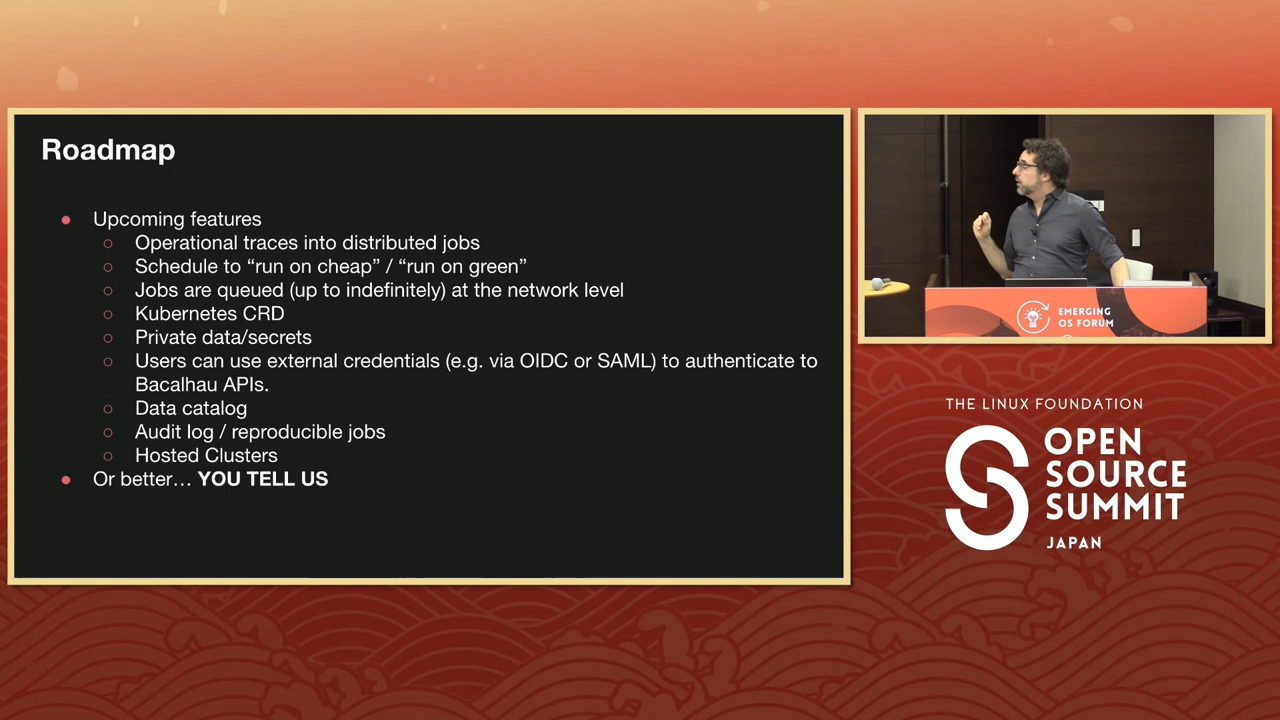 Roadmap
● Upcoming features
○ Operational traces into distributed jobs
○ Schedule to “run on cheap” / “run on green”
○ Jobs are queued (up to indefinitely) at the network level
○ Kubernetes CRD
○ Private data/secrets
○ Users can use external credentials (e.g. via OIDC or SAML) to authenticate to
Bacalhau APIs.
○ Data catalog
○ Audit log / reproducible jobs
○ Hosted Clusters
● Or better… YOU TELL US
EMERGING
OS FORUM
THE LINUX FOUNDATION
OPEN
SOURCE
SUMMIT
JAPAN